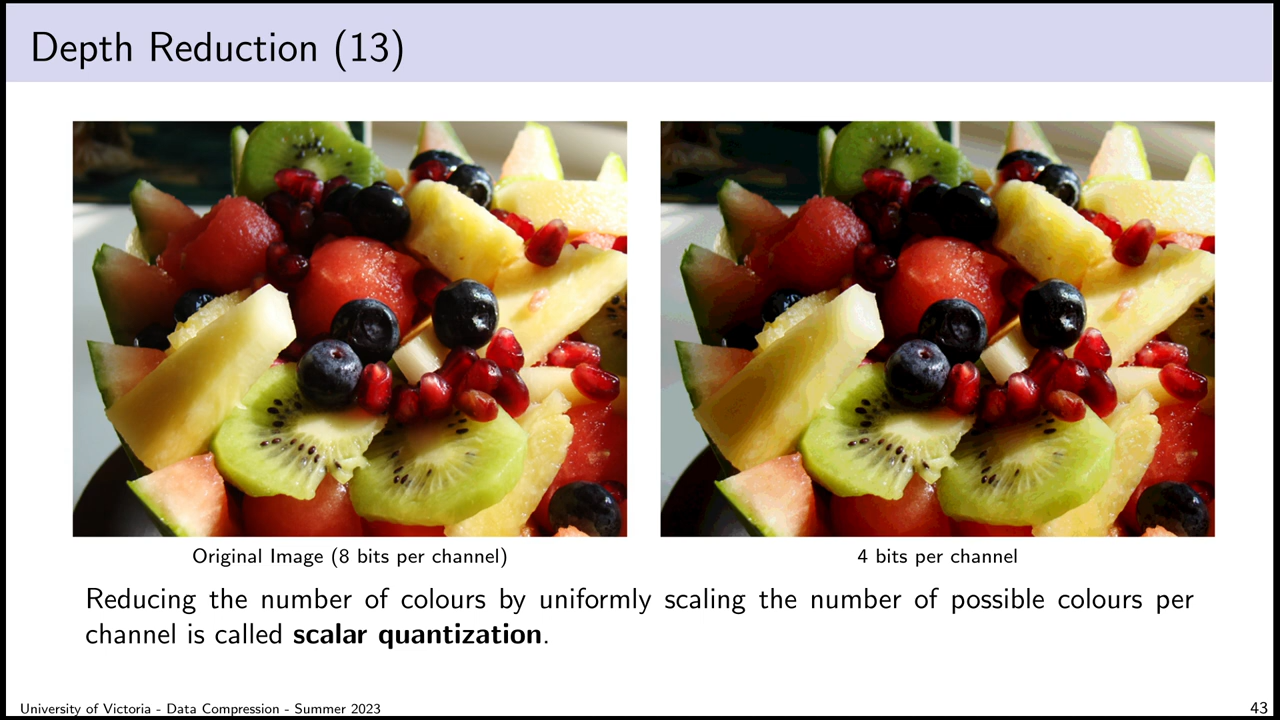 Depth Reduction (13)
Original Image (8 bits per channel)
4 bits per channel
Reducing the number of colours by uniformly scaling the number of possible colours per
channel is called scalar quantization.
University of Victoria - Data Compression - Summer 2023
43